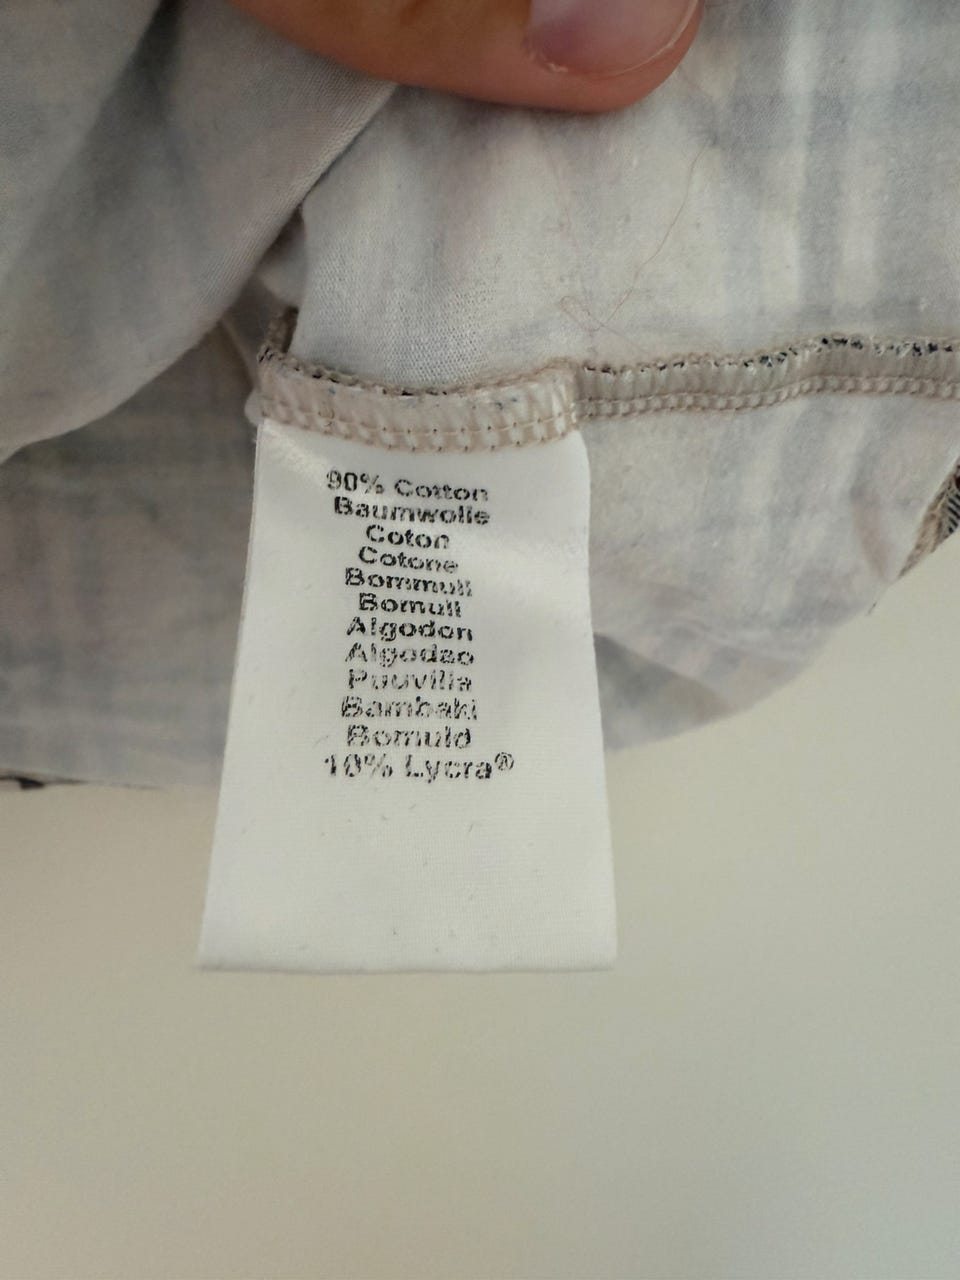 90% Cotton
Baumwolle
Coton
Cotone
Bommull
Bomull
Algodon
Algodao
Puuvilla
Bambaki
Bomuld
10% Lycra®